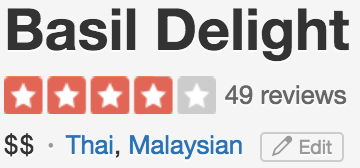 Basil Delight
49 reviews
$$ · Thai, Malaysian Edit